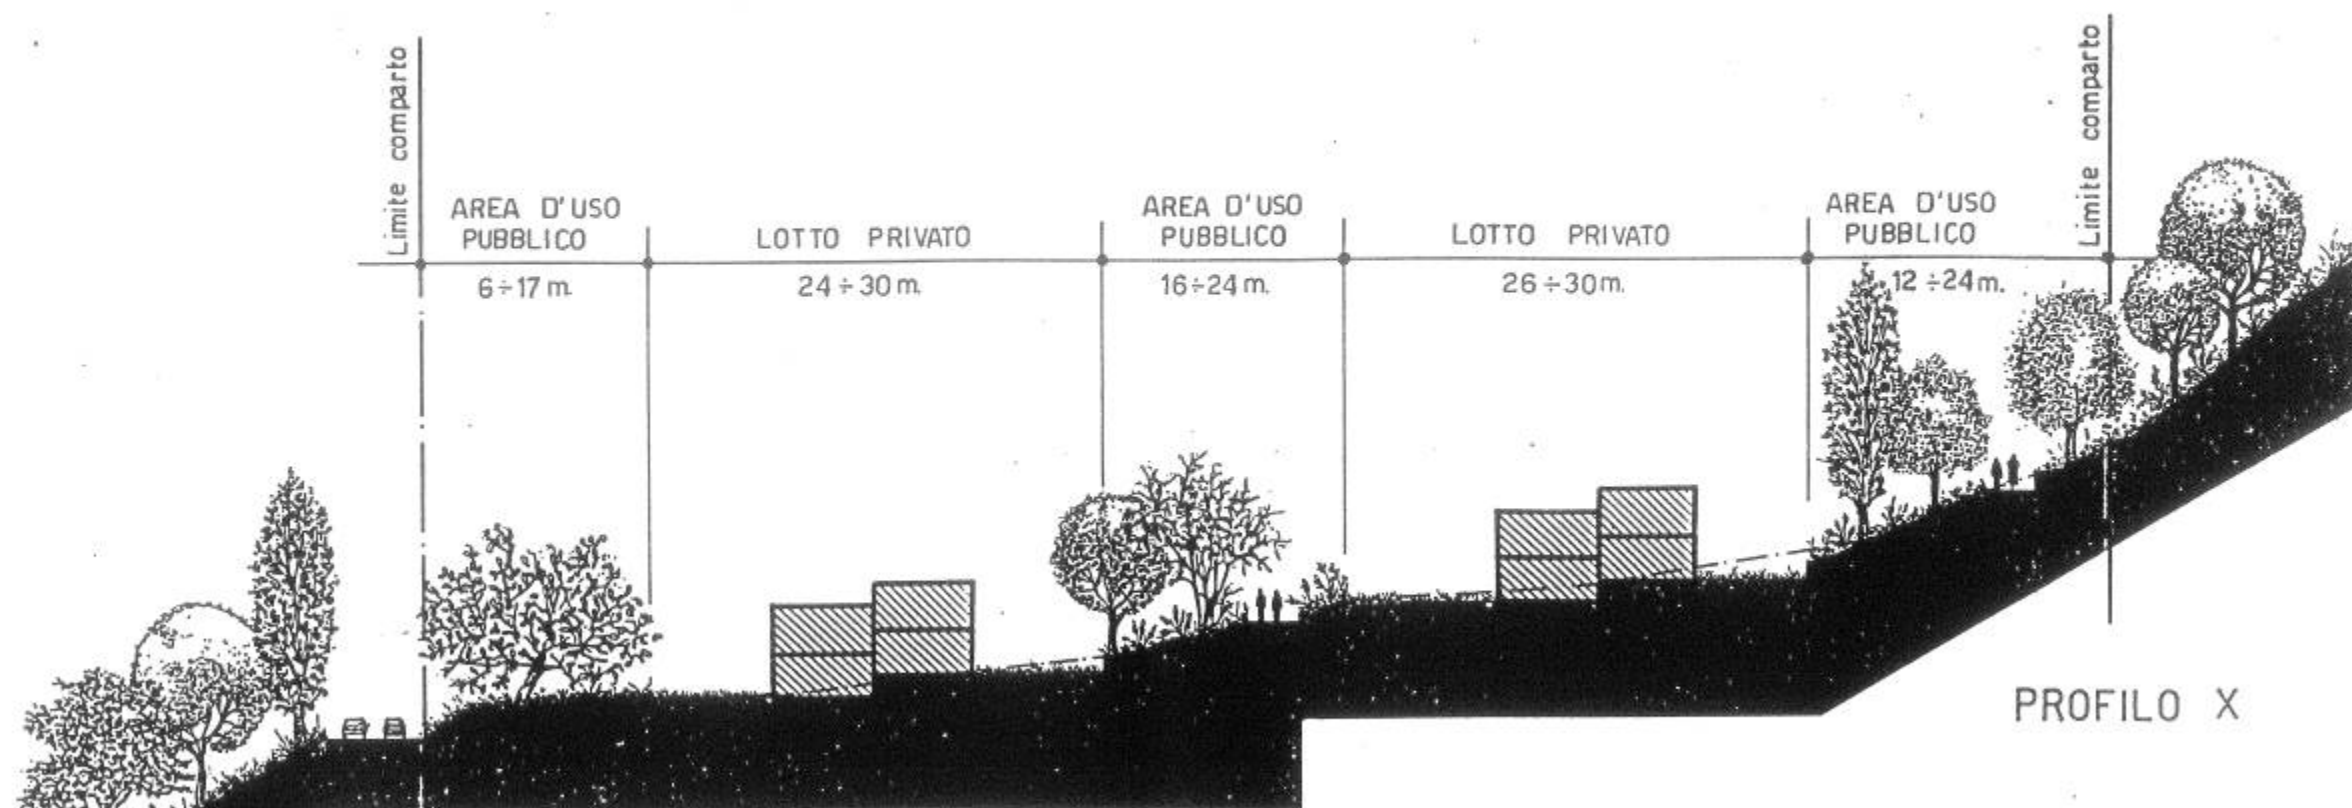 Limite comparto
AREA D'USO
PUBBLICO
6÷17 m.
LOTTO PRIVATO
24÷30 m.
AREA D'USO
PUBBLICO
16÷24 m.
LOTTO PRIVATO
26÷30 m.
AREA D'USO
PUBBLICO
12÷24 m.
Limite comparto
PROFILO X